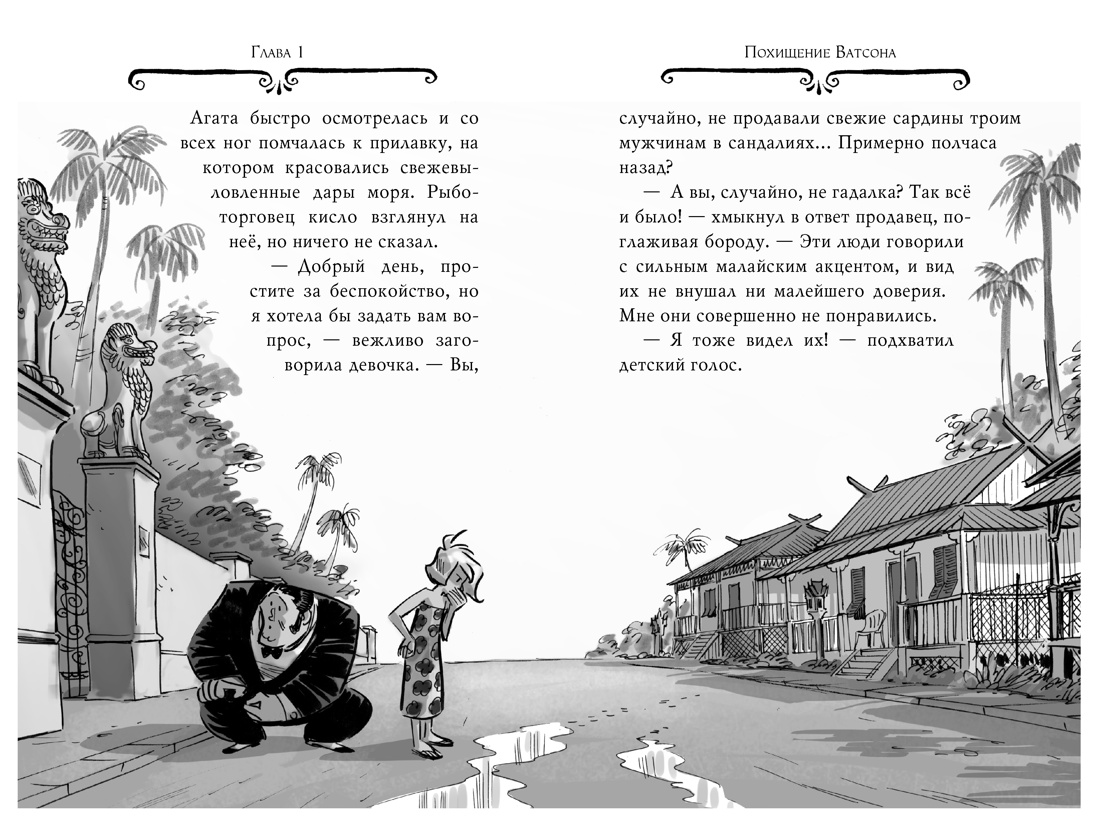 Глава 1
Агата быстро осмотрелась и со
всех ног помчалась к прилавку, на
котором красовались свежевы-
ловленные дары моря. Рыбо-
торговец кисло взглянул на
неё, но ничего не сказал.
— Добрый день, про-
стите за беспокойство, но
я хотела бы задать вам во-
прос, — вежливо заго-
ворила девочка. — Вы,
Похищение Ватсона
случайно, не продавали свежие сардины троим
мужчинам в сандалиях... Примерно полчаса
назад?
— А вы, случайно, не гадалка? Так всё
и было! — хмыкнул в ответ продавец, по-
глаживая бороду. — Эти люди говорили
с сильным малайским акцентом, и вид
их не внушал ни малейшего доверия.
Мне они совершенно не понравились.
— Я тоже видел их! — подхватил
детский голос.